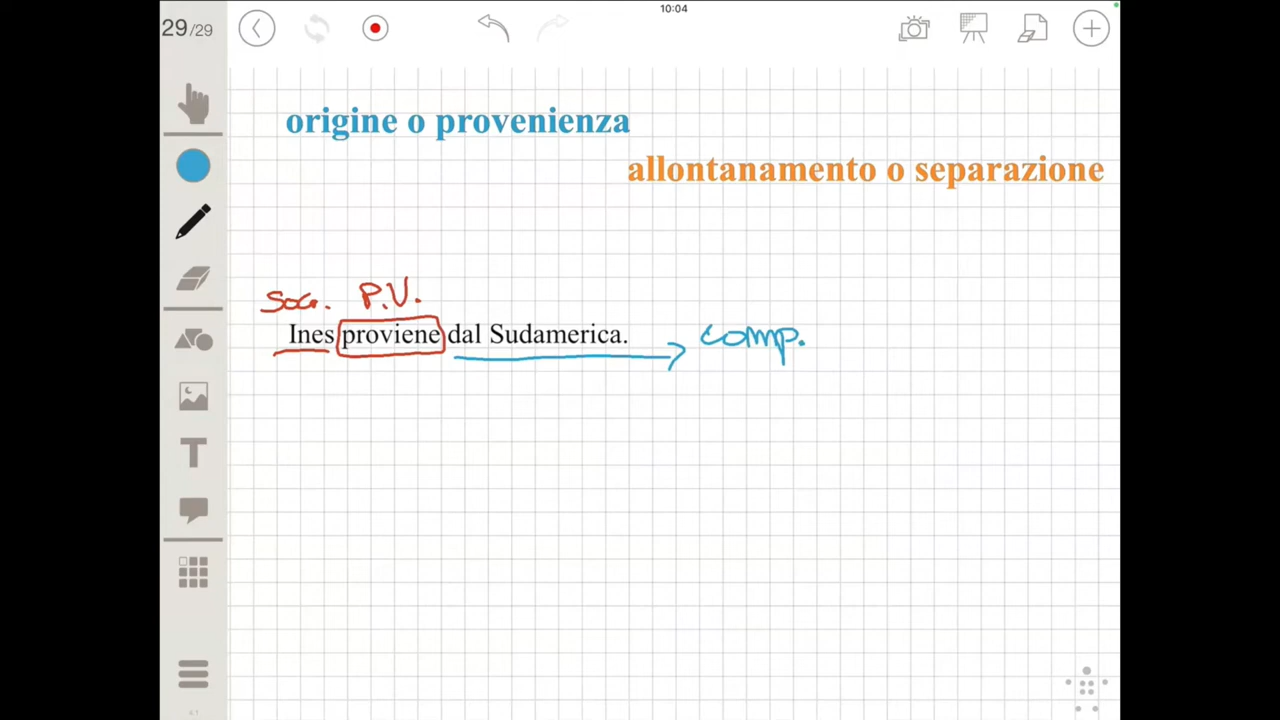 10:04
29/29
origine o provenienza
allontanamento o separazione
Sogg. P.V.
Ines proviene dal Sudamerica. comp.
T